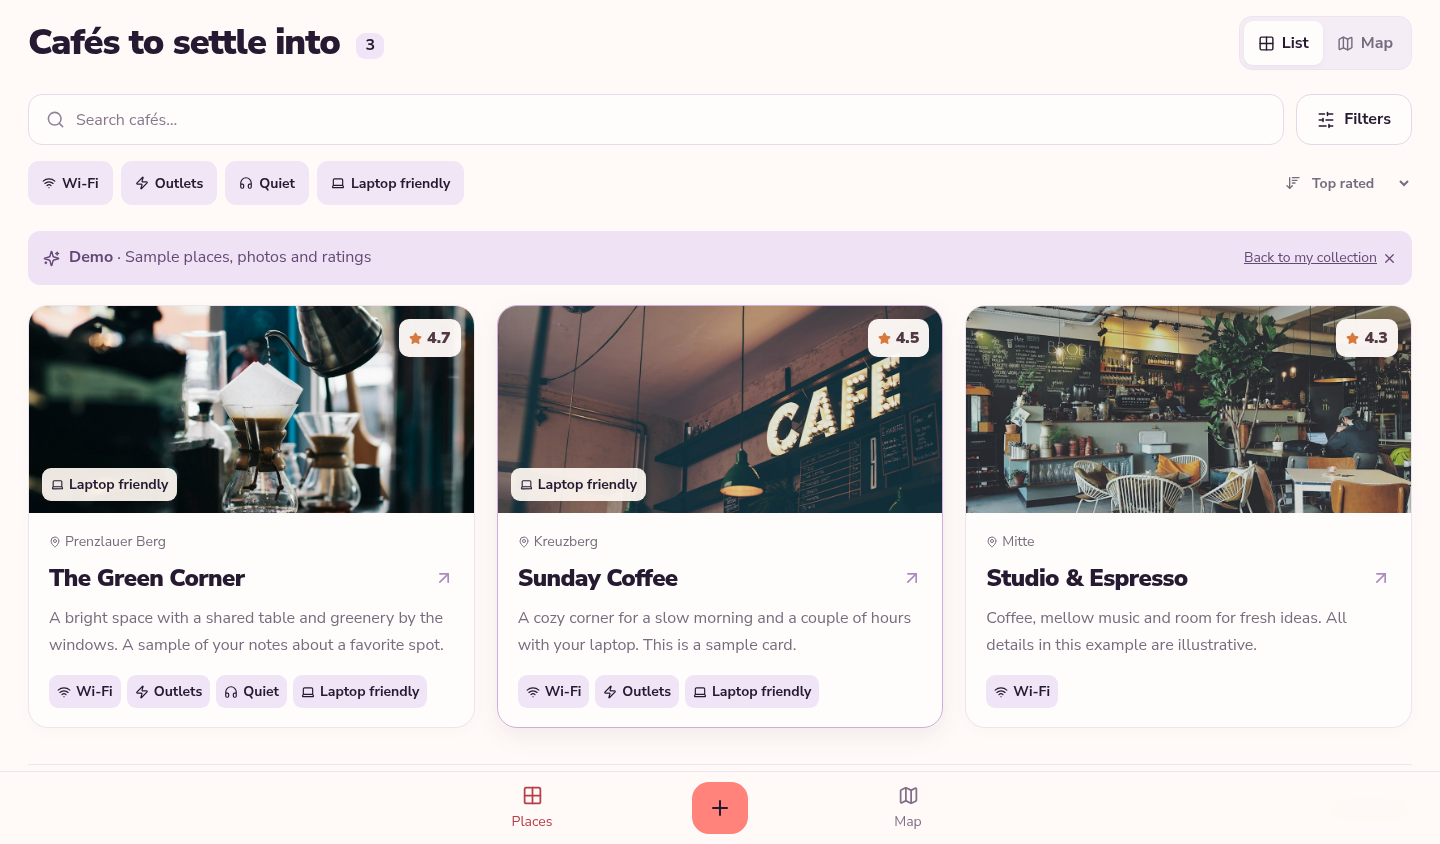 Cafés to settle into 3
List
Map
Search cafés...
Filters
Wi-Fi
Outlets
Quiet
Laptop friendly
Top rated
Demo · Sample places, photos and ratings
Back to my collection
4.7
Laptop friendly
Prenzlauer Berg
The Green Corner
A bright space with a shared table and greenery by the
windows. A sample of your notes about a favorite spot.
Wi-Fi
Outlets
Quiet
Laptop friendly
4.5
CAFE
Laptop friendly
Kreuzberg
Sunday Coffee
A cozy corner for a slow morning and a couple of hours
with your laptop. This is a sample card.
Wi-Fi
Outlets
Laptop friendly
4.3
Mitte
Studio & Espresso
Coffee, mellow music and room for fresh ideas. All
details in this example are illustrative.
Wi-Fi
Places
Map